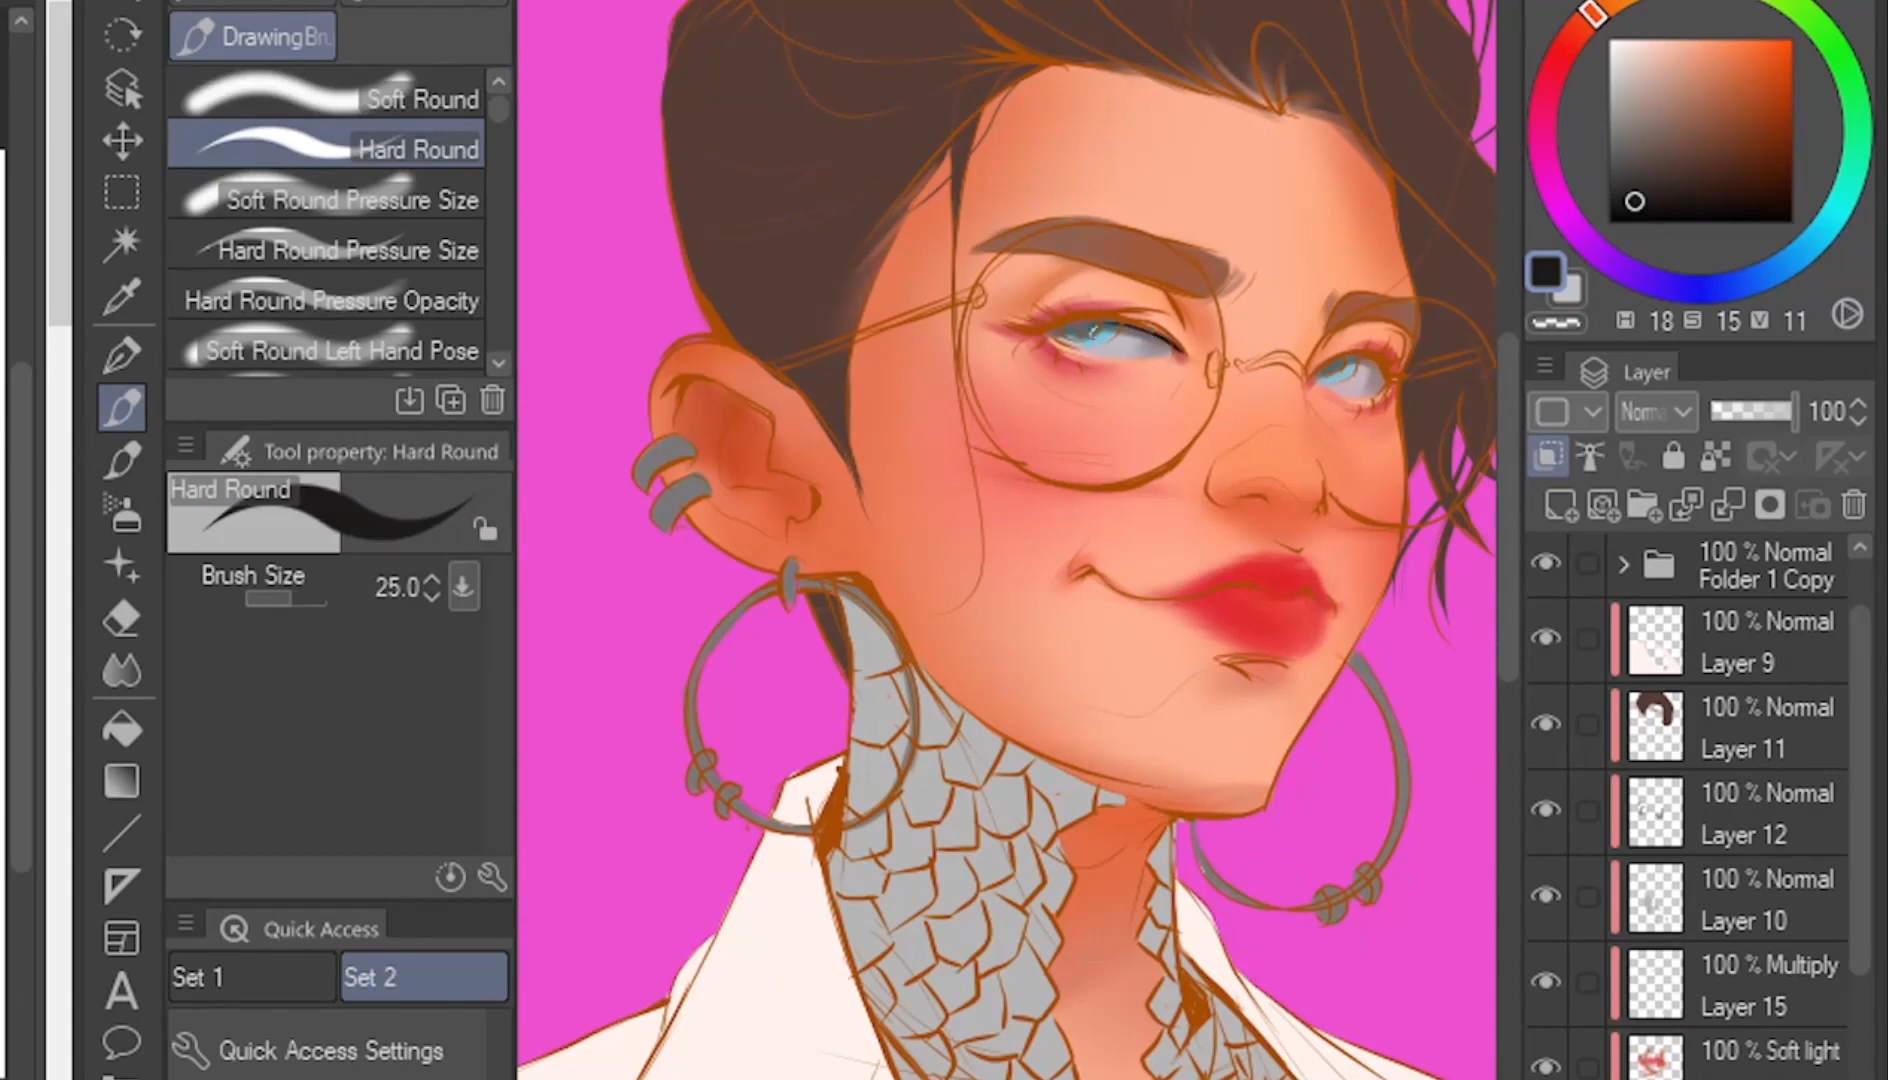 DrawingBru
Soft Round
Hard Round
Soft Round Pressure Size
Hard Round Pressure Size
Hard Round Pressure Opacity
Soft Round Left Hand Pose
Tool property: Hard Round
Hard Round
Brush Size 25.0
Quick Access
Set 1 Set 2
Quick Access Settings
H 18 S 15 V 11
Layer
Norma 100
100 % Normal
Folder 1 Copy
100 % Normal
Layer 9
100 % Normal
Layer 11
100 % Normal
Layer 12
100 % Normal
Layer 10
100 % Multiply
Layer 15
100 % Soft light